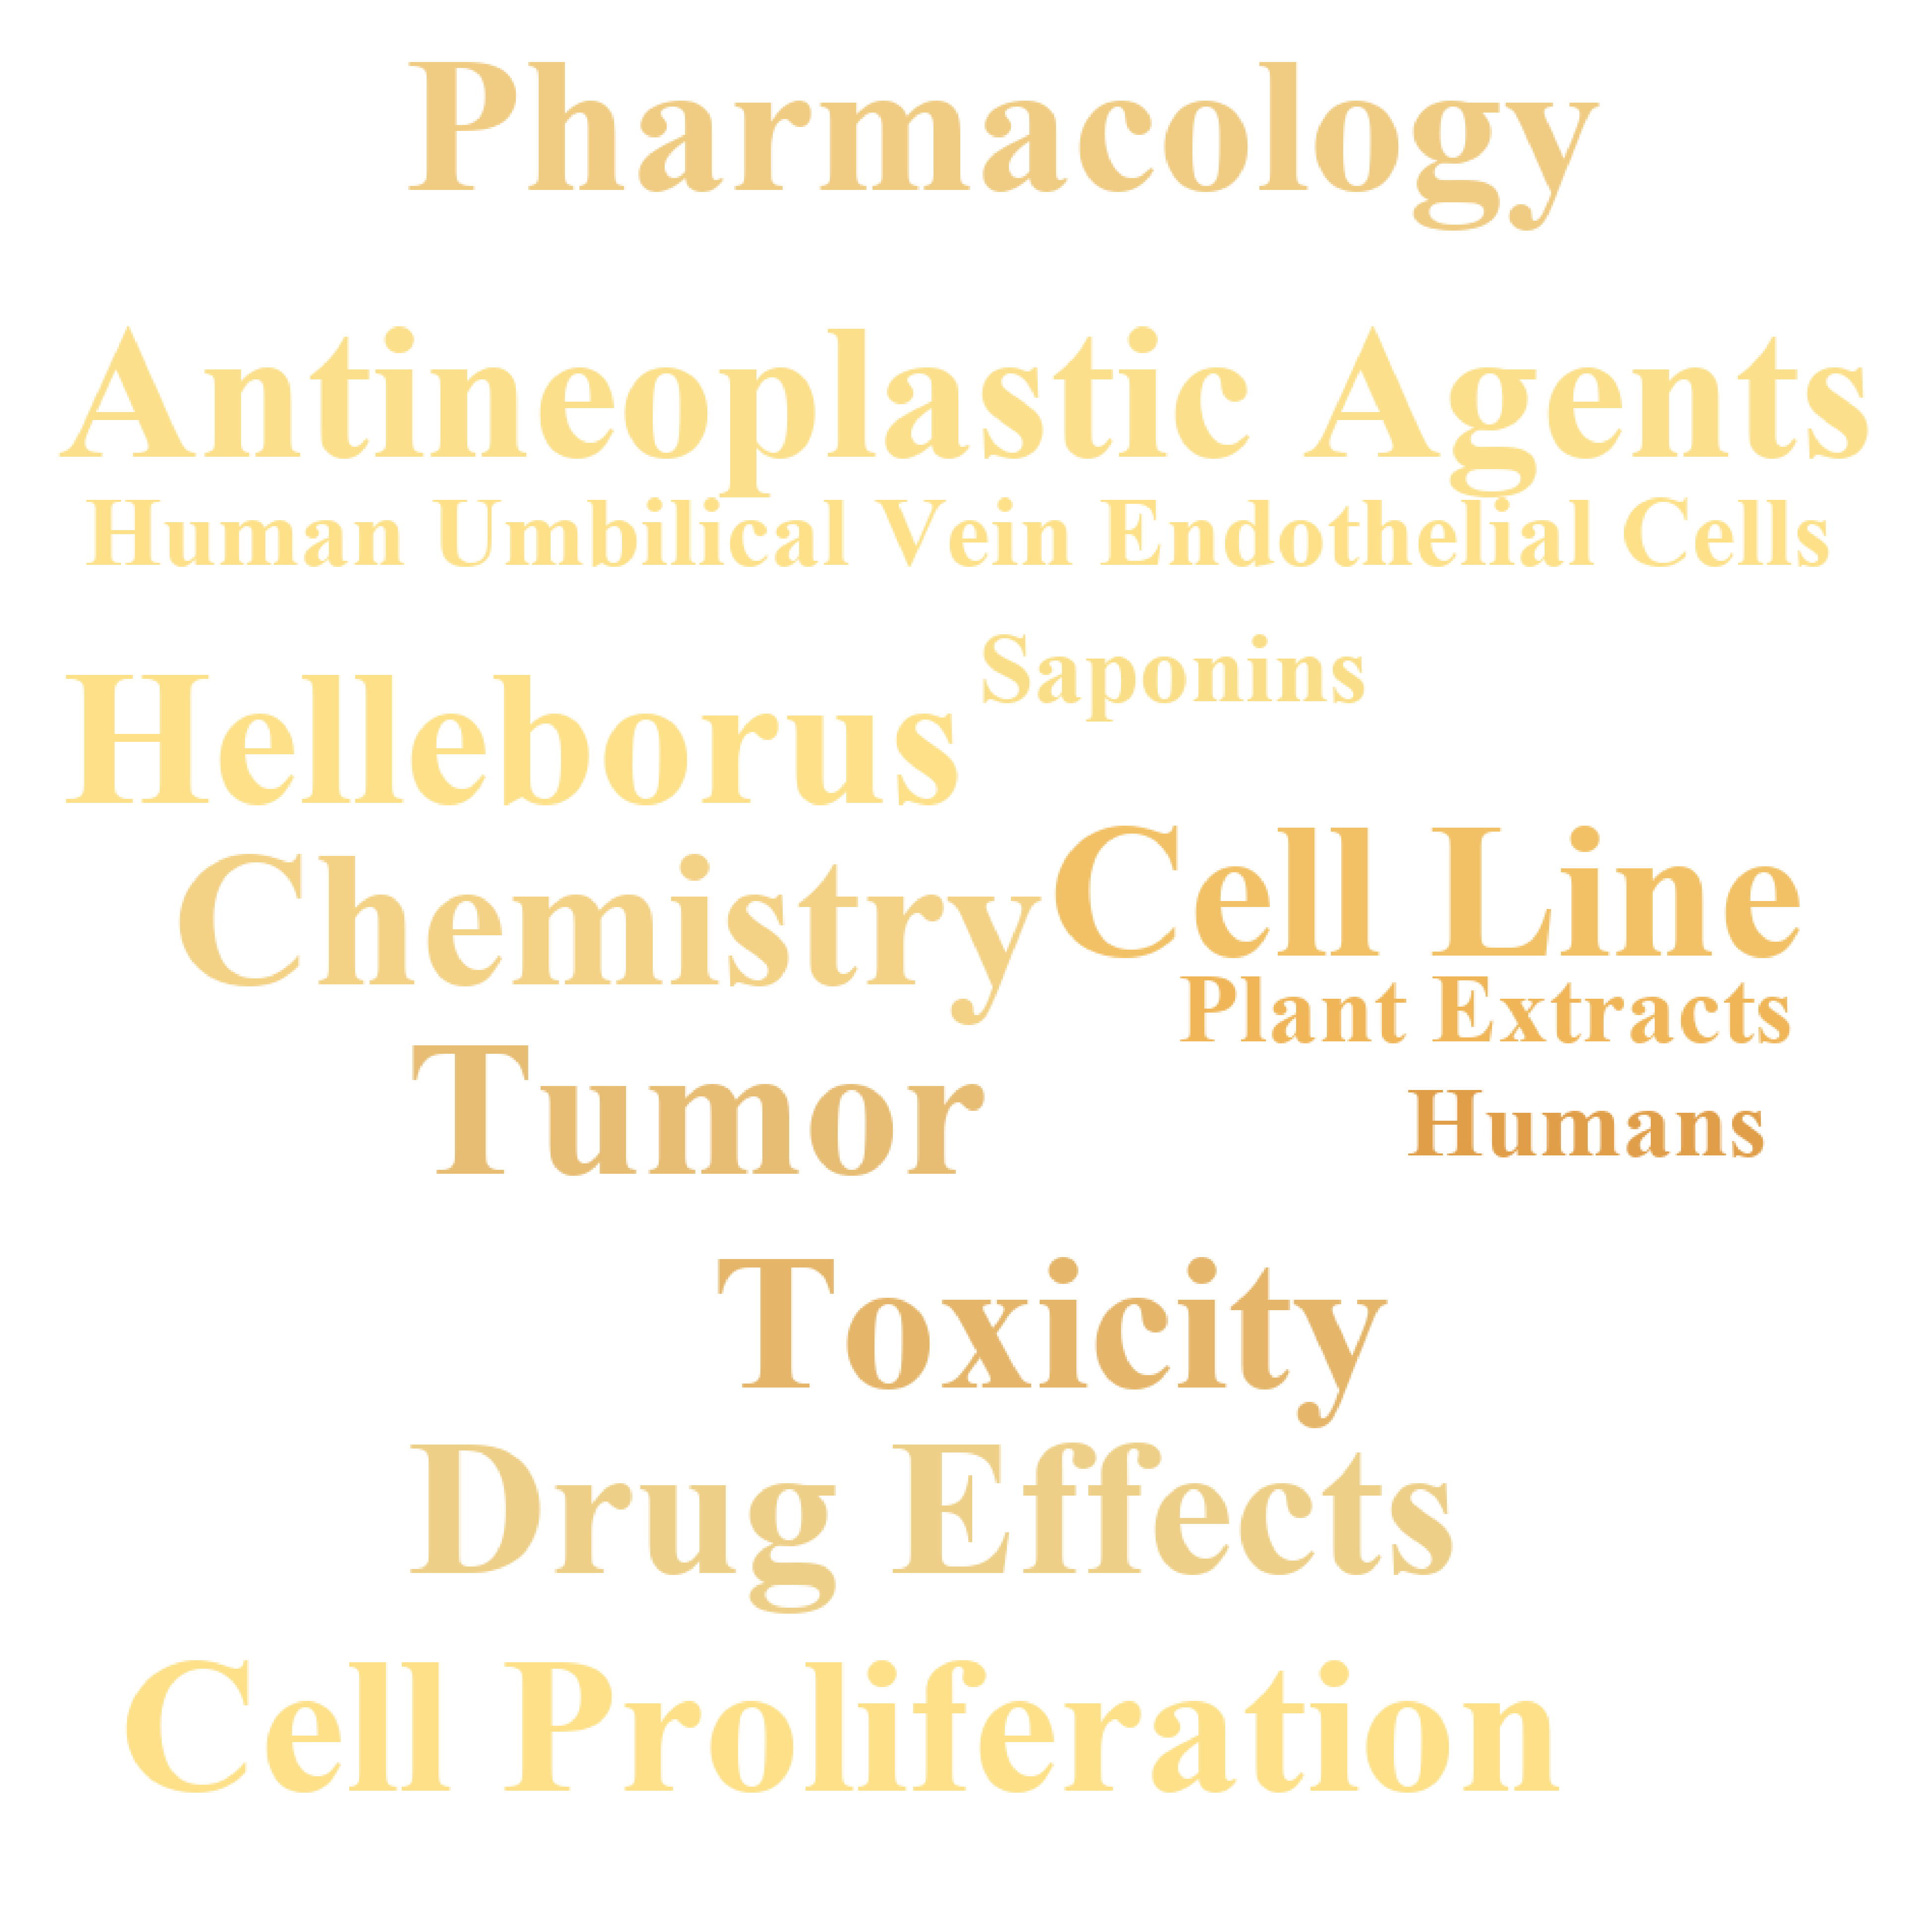 Pharmacology
Antineoplastic Agents
Human Umbilical Vein Endothelial Cells
Saponins
Helleborus
Cell Line
Chemistry
Plant Extracts
Tumor
Humans
Toxicity
Drug Effects
Cell Proliferation